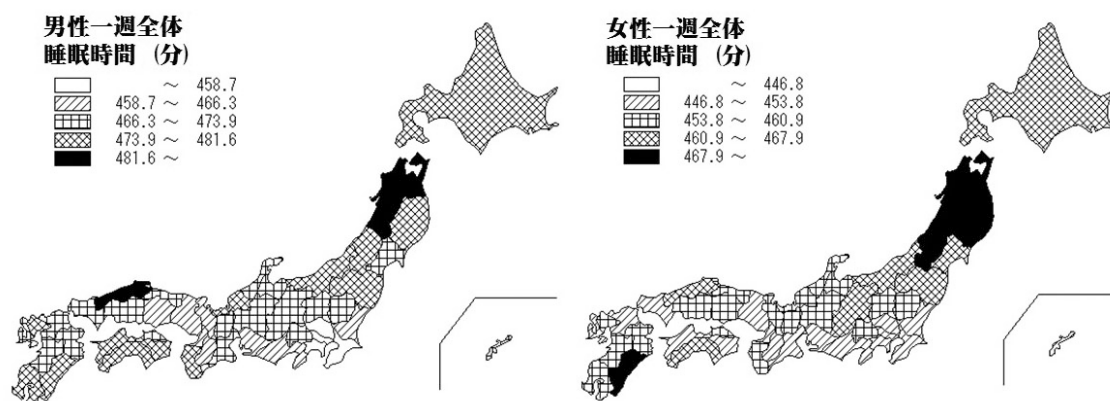 男性一週全体
睡眠時間 (分)
～ 458.7
458.7 ～ 466.3
466.3 ～ 473.9
473.9 ～ 481.6
481.6 ～
女性一週全体
睡眠時間 (分)
～ 446.8
446.8 ～ 453.8
453.8 ～ 460.9
460.9 ～ 467.9
467.9 ～